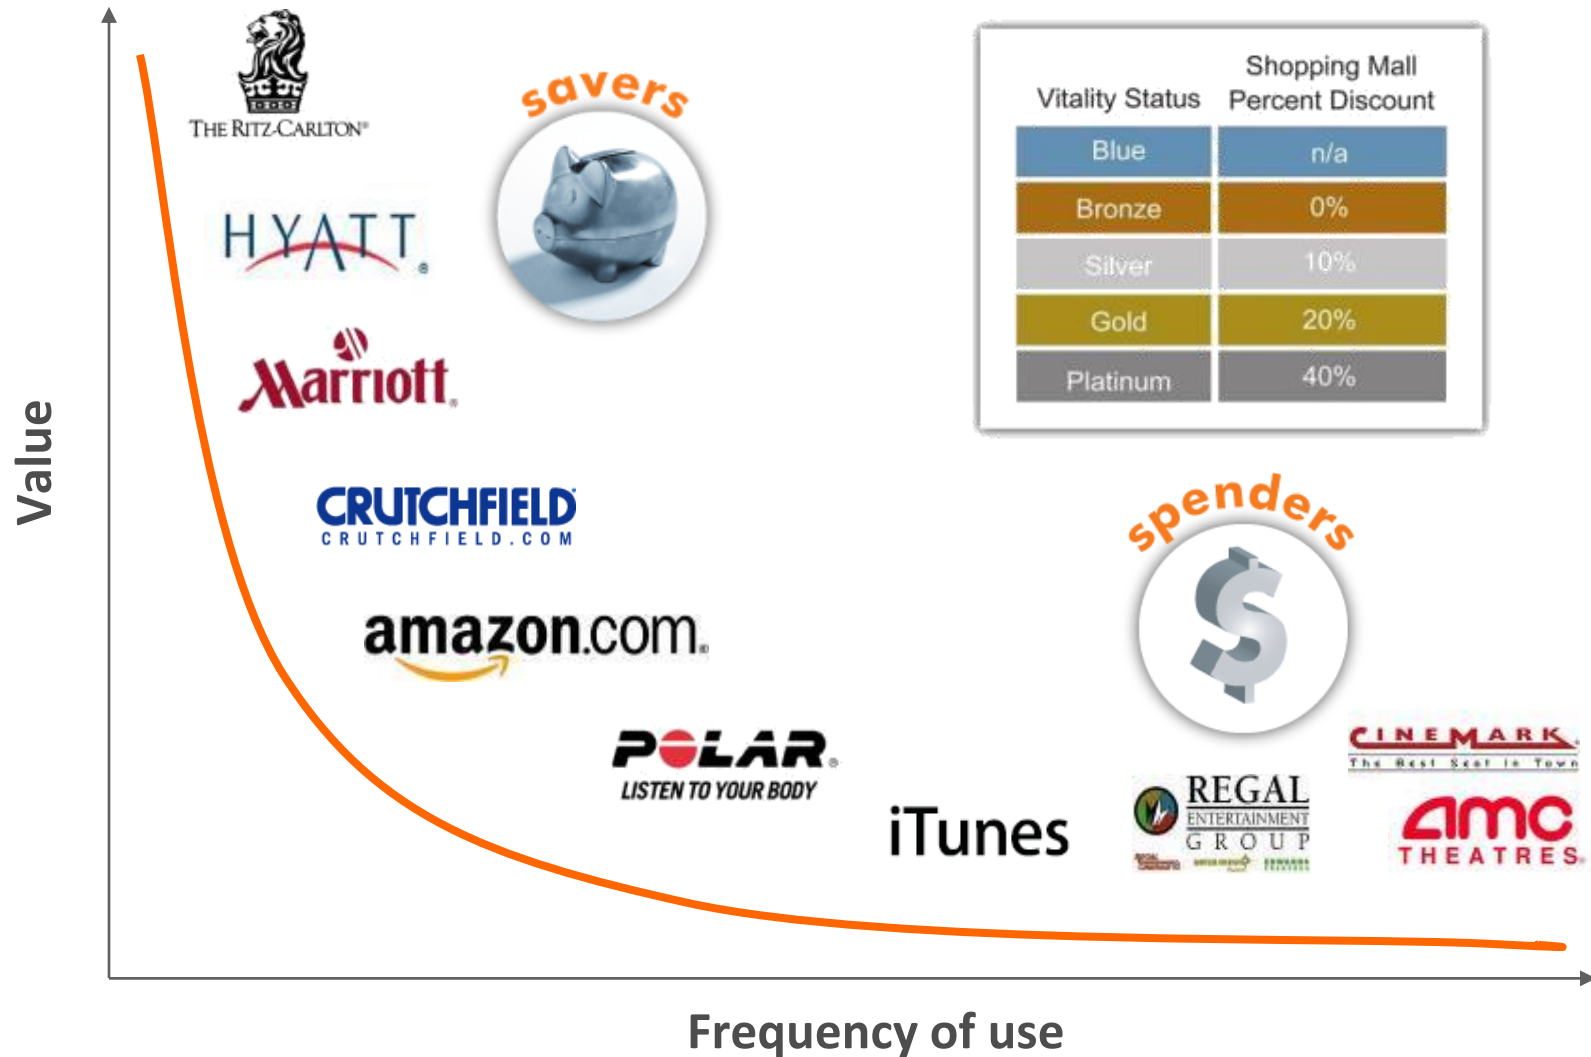 THE RITZ-CARLTON®
savers
HYATT®
Marriott®
CRUTCHFIELD
CRUTCHFIELD.COM
amazon.com®
POLAR®
LISTEN TO YOUR BODY
iTunes
spenders
REGAL
ENTERTAINMENT
GROUP
CINEMARK
The Best Seat In Town
amc
THEATRES®
Vitality Status Shopping Mall Percent Discount
Blue n/a
Bronze 0%
Silver 10%
Gold 20%
Platinum 40%
Value
Frequency of use